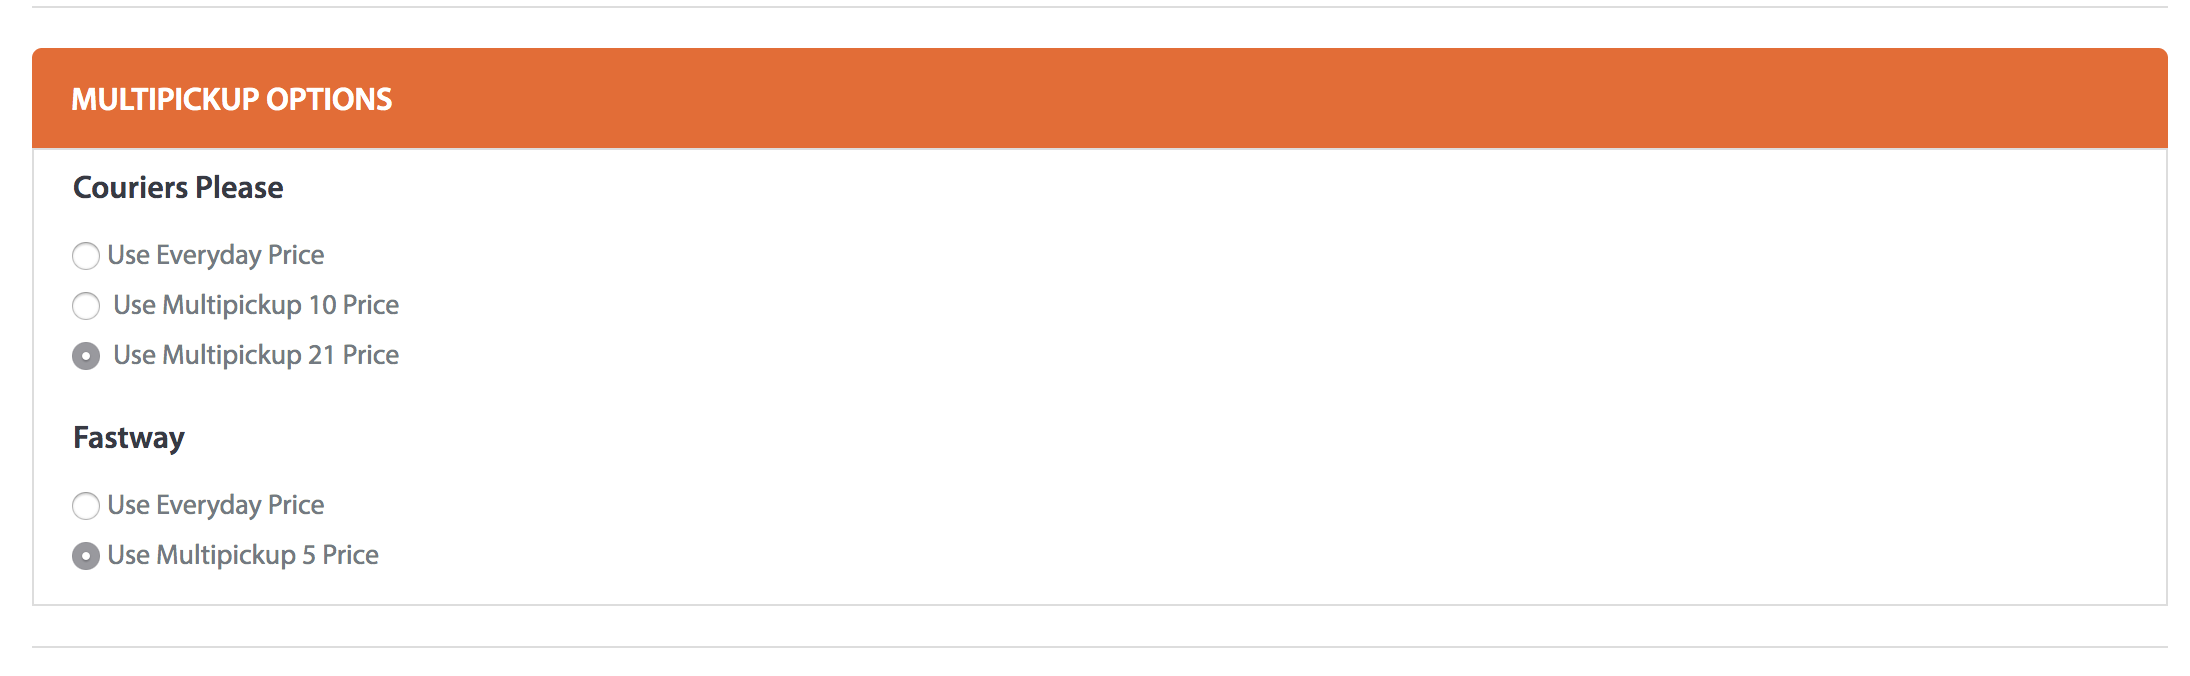 MULTIPICKUP OPTIONS
Couriers Please
Use Everyday Price
Use Multipickup 10 Price
Use Multipickup 21 Price
Fastway
Use Everyday Price
Use Multipickup 5 Price